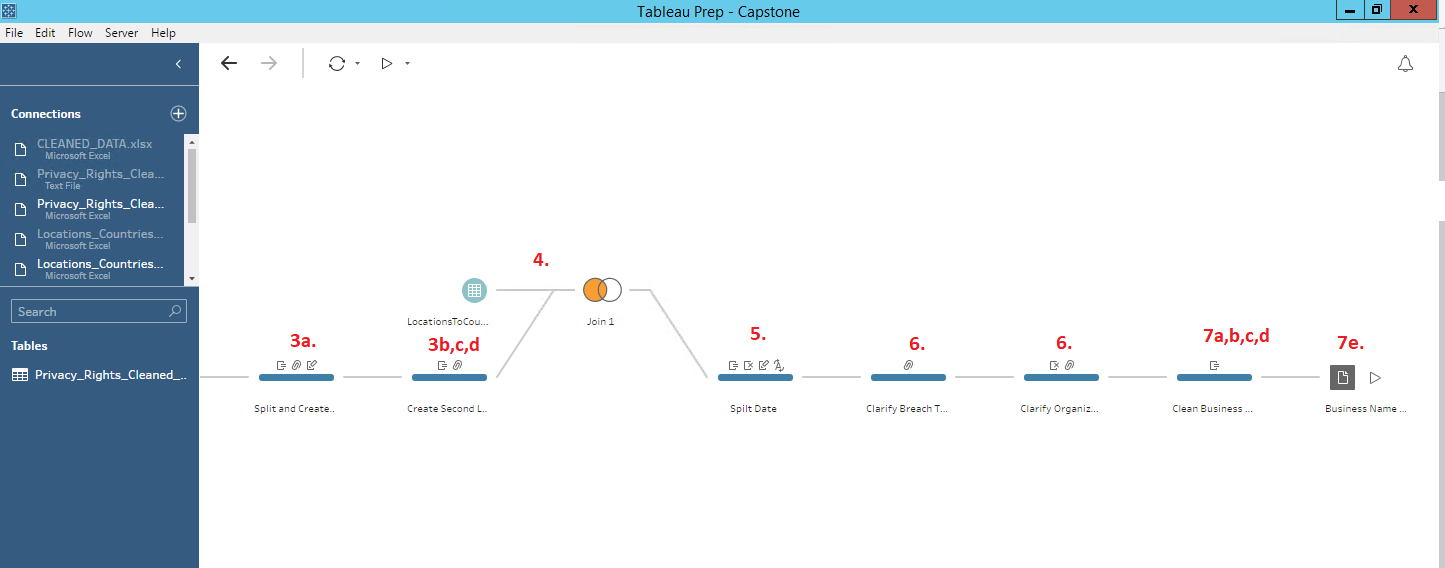 Tableau Prep - Capstone
File Edit Flow Server Help
Connections
CLEANED_DATA.xlsx
Microsoft Excel
Privacy_Rights_Clea...
Text File
Privacy_Rights_Clea...
Microsoft Excel
Locations_Countries...
Microsoft Excel
Locations_Countries...
Microsoft Excel
Search
Tables
Privacy_Rights_Cleaned_...
4.
LocationsToCou...
Join 1
3a.
3b,c,d
5.
6.
6.
7a,b,c,d
7e.
Split and Create..
Create Second L...
Spilt Date
Clarify Breach T...
Clarify Organiz...
Clean Business ...
Business Name ...